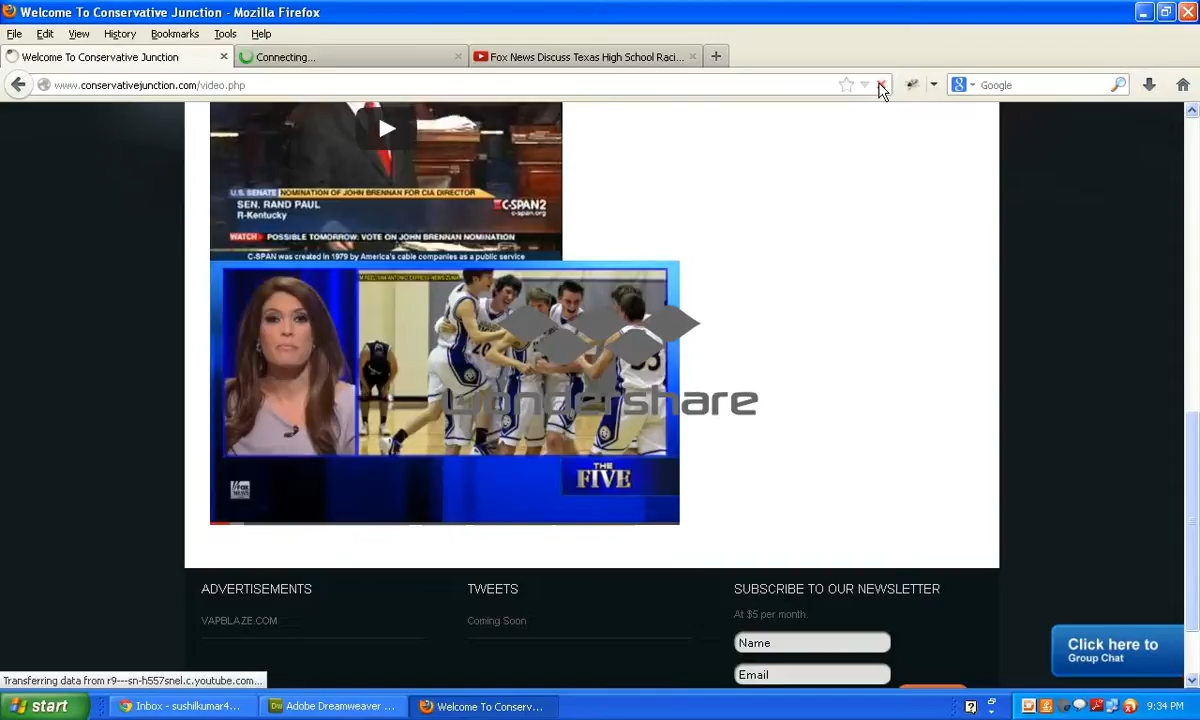 Welcome To Conservative Junction - Mozilla Firefox
File Edit View History Bookmarks Tools Help
Welcome To Conservative Junction
Connecting...
Fox News Discuss Texas High School Raci...
www.conservativejunction.com/video.php
Google
U.S. SENATE NOMINATION OF JOHN BRENNAN FOR CIA DIRECTOR
SEN. RAND PAUL
R-Kentucky
C-SPAN2
c-span.org
WATCH POSSIBLE TOMORROW: VOTE ON JOHN BRENNAN NOMINATION
C-SPAN was created in 1979 by America's cable companies as a public service
wondershare
THE
FIVE
ADVERTISEMENTS
TWEETS
SUBSCRIBE TO OUR NEWSLETTER
At $5 per month.
VAPBLAZE.COM
Coming Soon
Name
Email
Click here to
Group Chat
Transferring data from r9---sn-h557snel.c.youtube.com...
start
Inbox - sushilkumar4...
Adobe Dreamweaver ...
Welcome To Conserv...
9:34 PM